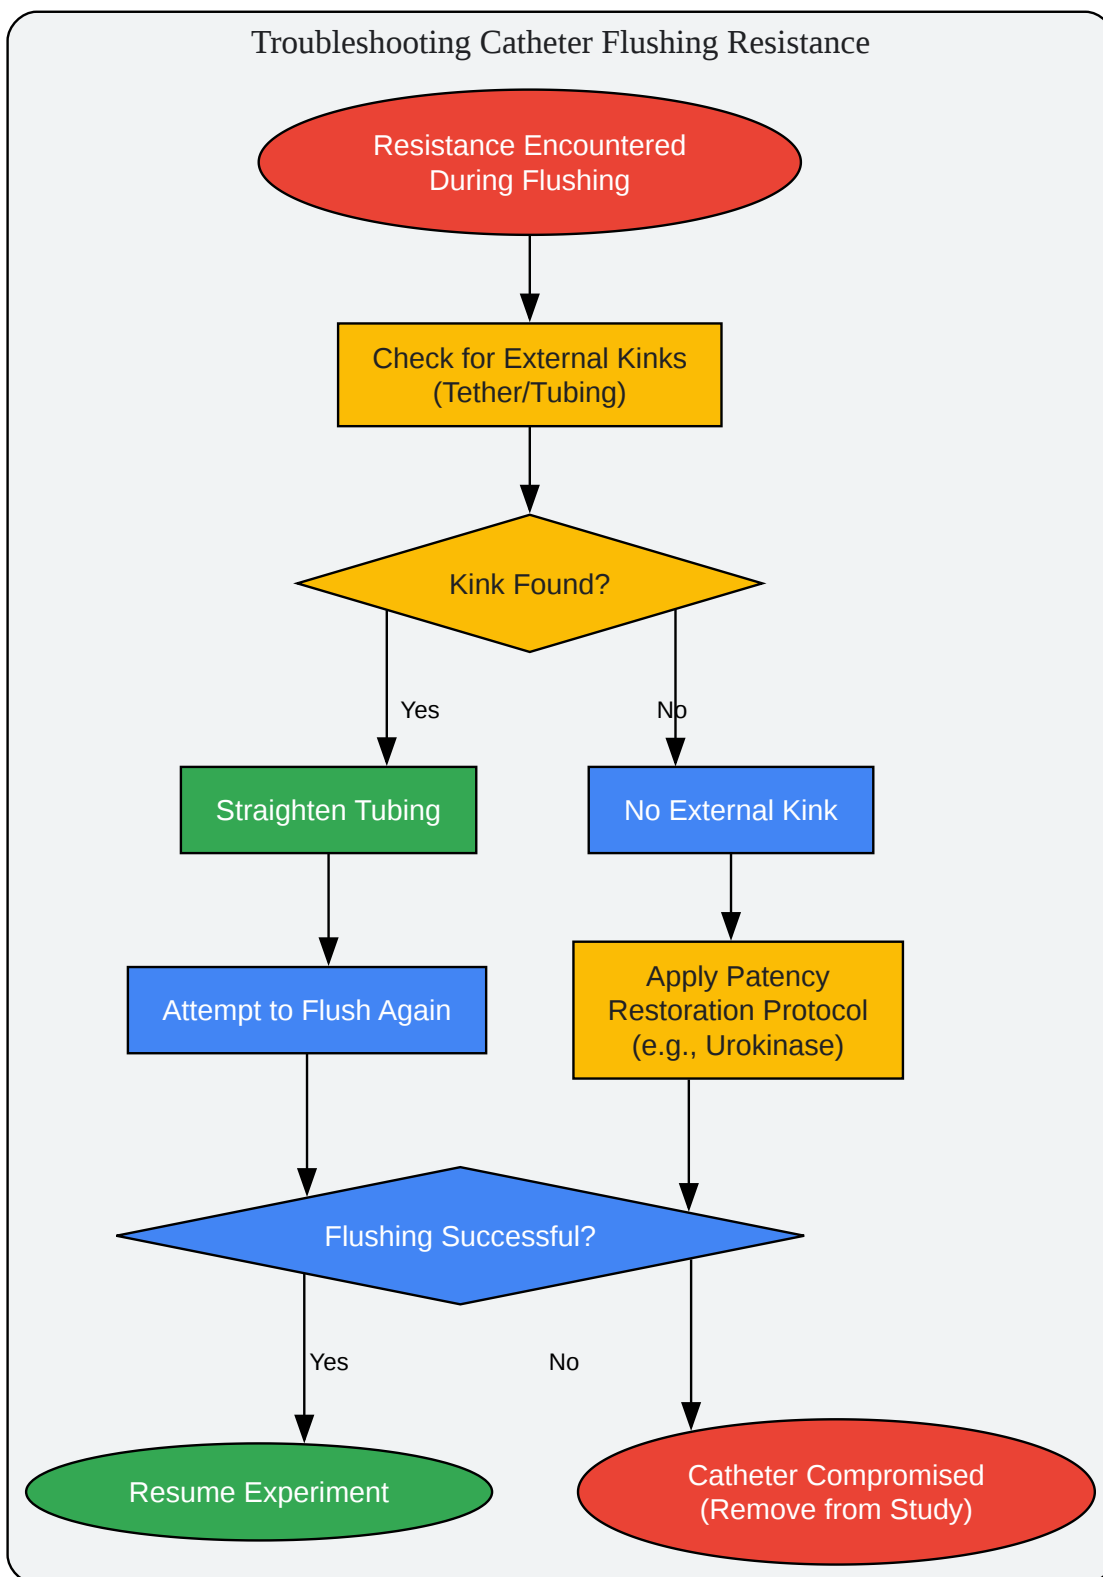 Troubleshooting Catheter Flushing Resistance
Resistance Encountered
During Flushing
Check for External Kinks
(Tether/Tubing)
Kink Found?
Yes
No
Straighten Tubing
No External Kink
Attempt to Flush Again
Apply Patency
Restoration Protocol
(e.g., Urokinase)
Flushing Successful?
Yes
No
Resume Experiment
Catheter Compromised
(Remove from Study)